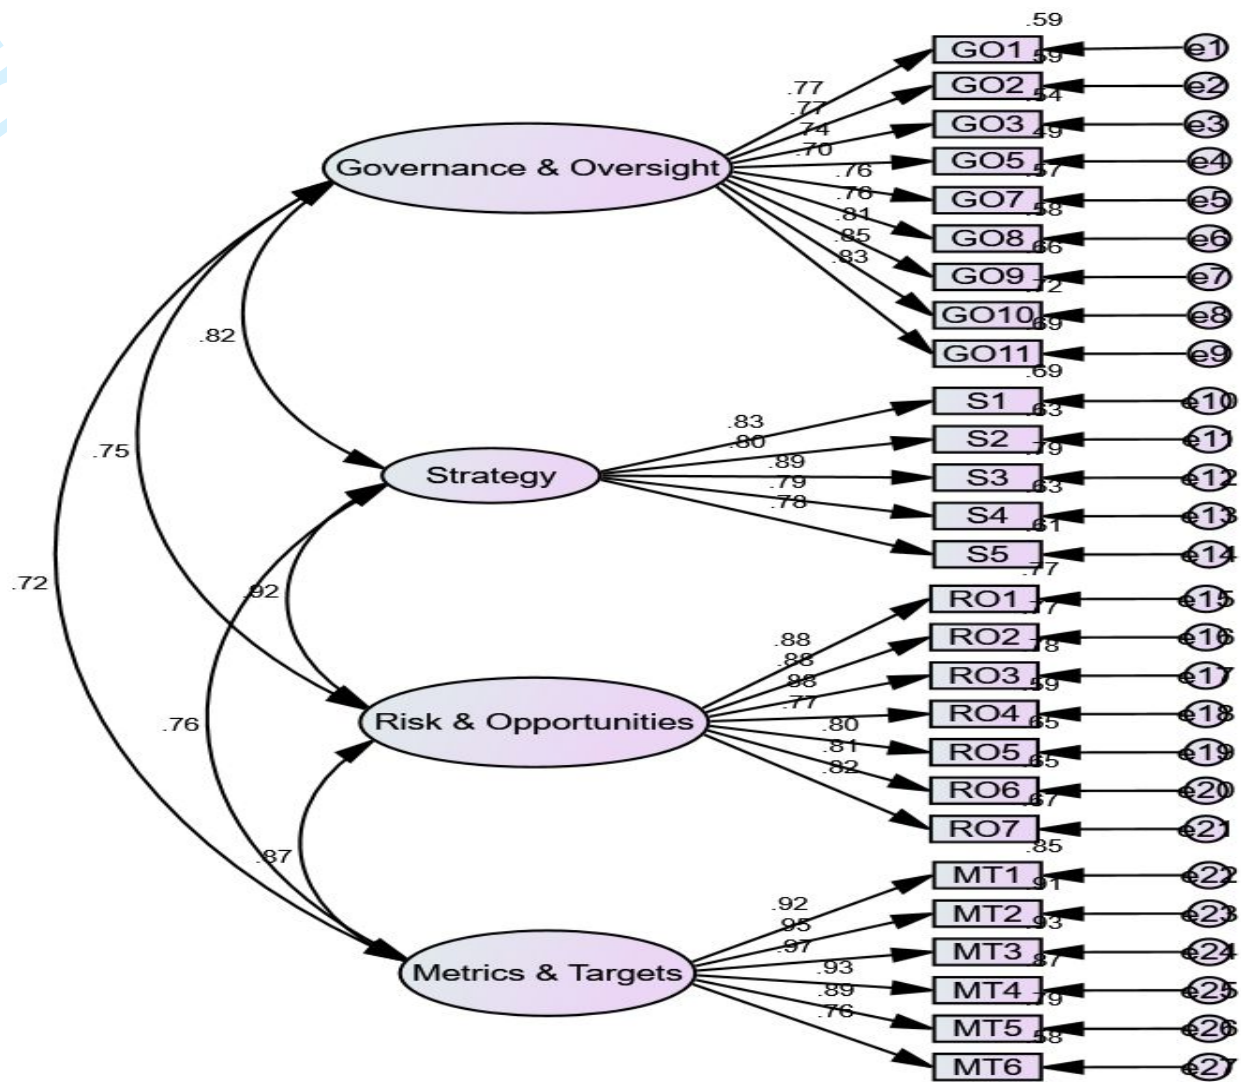 .59
GO1
e1
.77
.59
GO2
e2
.77
.54
GO3
e3
.74
.49
GO5
e4
.70
.57
GO7
e5
.76
.58
GO8
e6
.76
.66
GO9
e7
.81
.72
GO10
e8
.85
.69
GO11
e9
.83
Governance & Oversight
.69
S1
e10
.83
.63
S2
e11
.80
.79
S3
e12
.89
.63
S4
e13
.79
.61
S5
e14
.78
Strategy
.82
.75
.72
.92
.77
RO1
e15
.88
.77
RO2
e16
.88
.78
RO3
e17
.98
.59
RO4
e18
.77
.65
RO5
e19
.80
.65
RO6
e20
.81
.67
RO7
e21
.82
Risk & Opportunities
.76
.87
.85
MT1
e22
.92
.91
MT2
e23
.95
.93
MT3
e24
.97
.87
MT4
e25
.93
.79
MT5
e26
.89
.58
MT6
e27
.76
Metrics & Targets